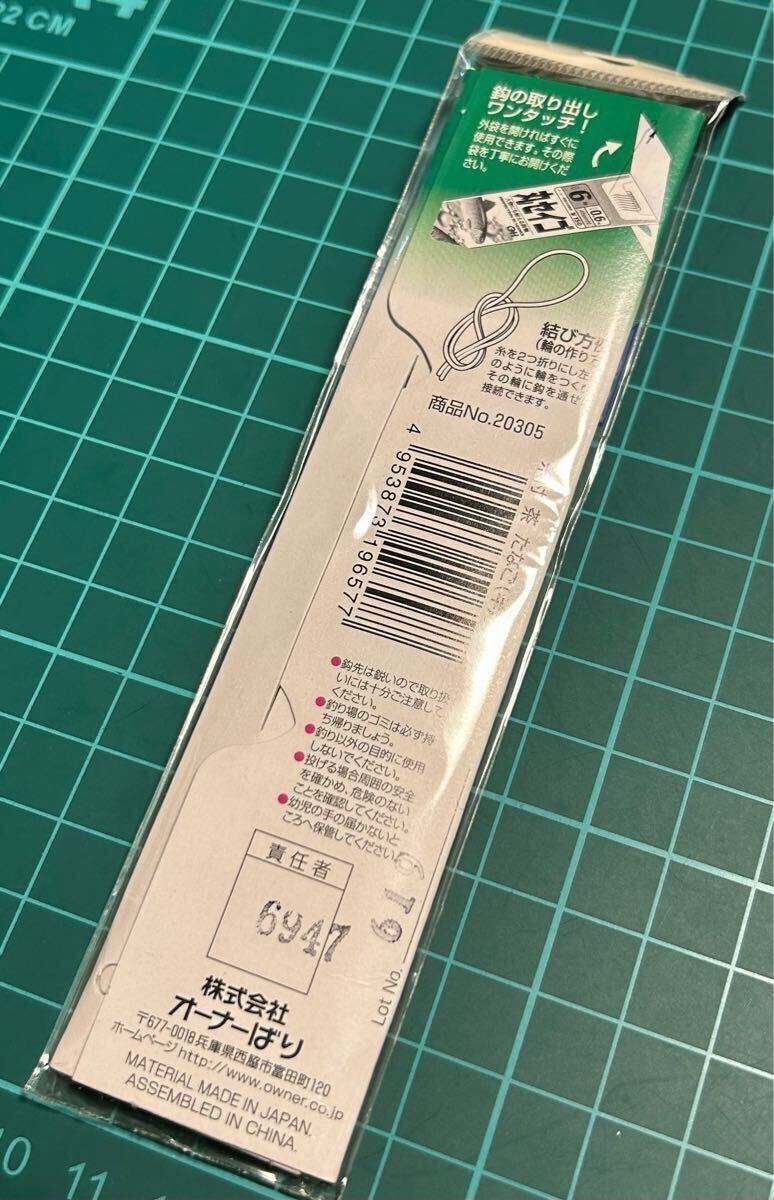 22 CM
鈎の取り出し
ワンタッチ!
外袋を開ければすぐに
使用できます。その際
袋を丁寧にお開けくだ
さい。
6
0.6
結び方
(輪の作り方
糸を2つ折りにし左
のように輪をつくり
その輪に鈎を通せ
接続できます。
商品No.20305
4 953873 196577
●鈎先は鋭いので取り扱
いには十分ご注意して
ください。
●釣り場のゴミは必ず持
ち帰りましょう。
●釣り以外の目的に使用
しないでください。
●投げる場合周囲の安全
を確かめ、危険のない
ことを確認してください。
●幼児の手の届かないと
ころへ保管してください。
責任者
6947
Lot No.
6T9
株式会社
オーナーばり
〒677-0018 兵庫県西脇市富田町120
ホームページ http://www.owner.co.jp
MATERIAL MADE IN JAPAN.
ASSEMBLED IN CHINA.
10 11